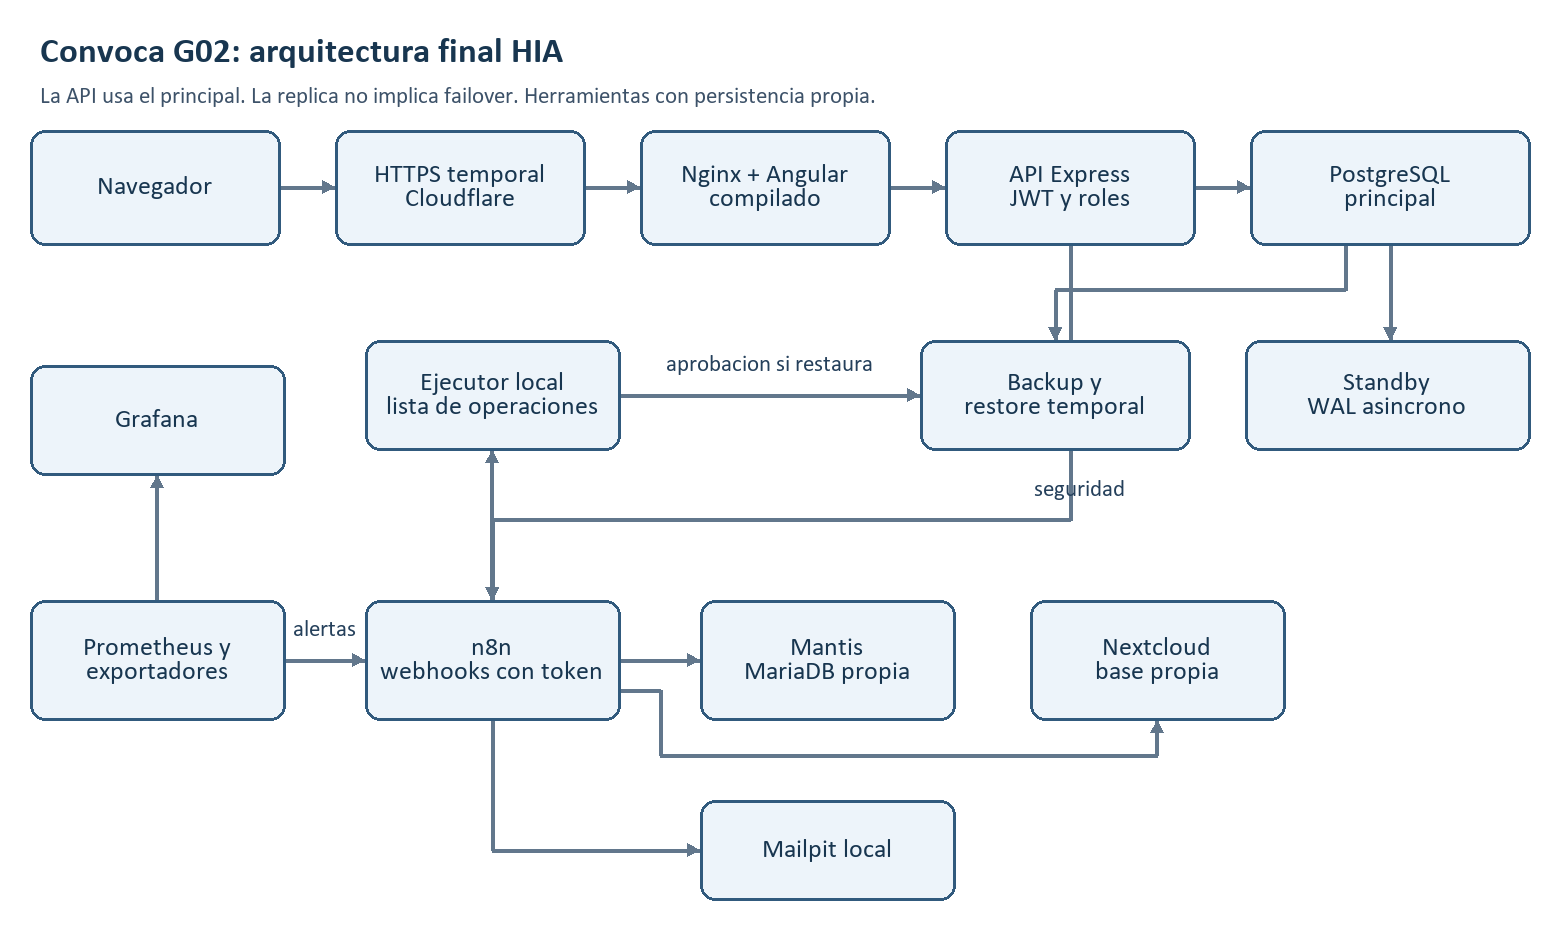 Convoca G02: arquitectura final HIA
La API usa el principal. La replica no implica failover. Herramientas con persistencia propia.
Navegador
HTTPS temporal
Cloudflare
Nginx + Angular
compilado
API Express
JWT y roles
PostgreSQL
principal
Grafana
Ejecutor local
lista de operaciones
aprobacion si restaura
Backup y
restore temporal
Standby
WAL asincrono
seguridad
Prometheus y
exportadores
alertas
n8n
webhooks con token
Mantis
MariaDB propia
Nextcloud
base propia
Mailpit local